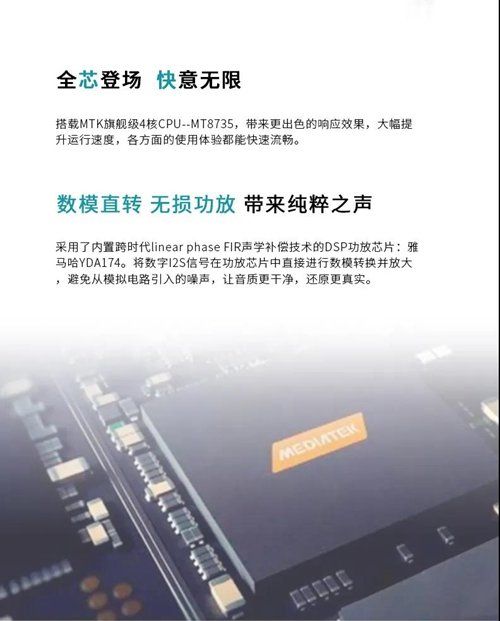 全芯登场 快意无限
搭载MTK旗舰级4核CPU--MT8735，带来更出色的响应效果，大幅提
升运行速度，各方面的使用体验都能快速流畅。
数模直转 无损功放 带来纯粹之声
采用了内置跨时代linear phase FIR声学补偿技术的DSP功放芯片：雅
马哈YDA174。将数字I2S信号在功放芯片中直接进行数模转换并放大
，避免从模拟电路引入的噪声，让音质更干净，还原更真实。
MEDIATEK